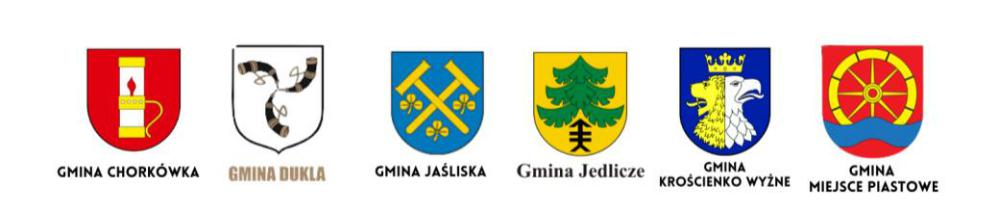 GMINA CHORKÓWKA
GMINA DUKLA
GMINA JAŚLISKA
Gmina Jedlicze
GMINA
KROŚCIENKO WYŻNE
GMINA
MIEJSCE PIASTOWE